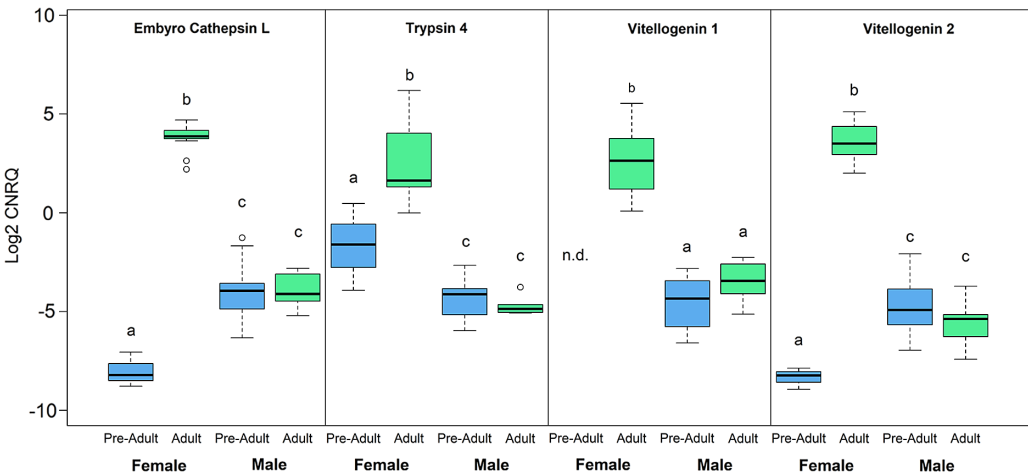 10
Embyro Cathepsin L Trypsin 4 Vitellogenin 1 Vitellogenin 2
b b b b
5
a
c c
0
c c
n.d. a a
c c
-5
a a
-10
Log2 CNRQ
Pre-Adult Adult Pre-Adult Adult Pre-Adult Adult Pre-Adult Adult Pre-Adult Adult Pre-Adult Adult Pre-Adult Adult Pre-Adult Adult
Female Male Female Male Female Male Female Male